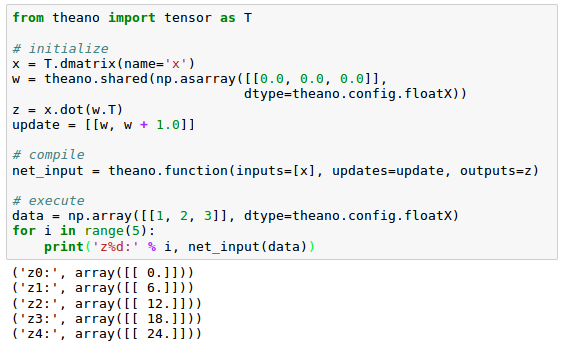 from theano import tensor as T
# initialize
x = T.dmatrix(name='x')
w = theano.shared(np.asarray([[0.0, 0.0, 0.0]],
                             dtype=theano.config.floatX))
z = x.dot(w.T)
update = [[w, w + 1.0]]
# compile
net_input = theano.function(inputs=[x], updates=update, outputs=z)
# execute
data = np.array([[1, 2, 3]], dtype=theano.config.floatX)
for i in range(5):
    print('z%d:' % i, net_input(data))
('z0:', array([[ 0.]]))
('z1:', array([[ 6.]]))
('z2:', array([[ 12.]]))
('z3:', array([[ 18.]]))
('z4:', array([[ 24.]]))